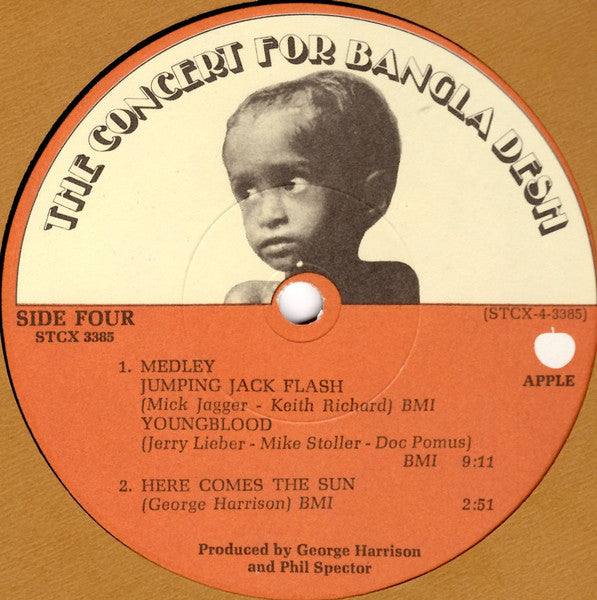 THE CONCERT FOR BANGLA DESH
SIDE FOUR
STCX 3385
(STCX-4-3385)
APPLE
1. MEDLEY
JUMPING JACK FLASH
(Mick Jagger - Keith Richard) BMI
YOUNGBLOOD
(Jerry Lieber - Mike Stoller - Doc Pomus)
BMI 9:11
2. HERE COMES THE SUN
(George Harrison) BMI 2:51
Produced by George Harrison
and Phil Spector